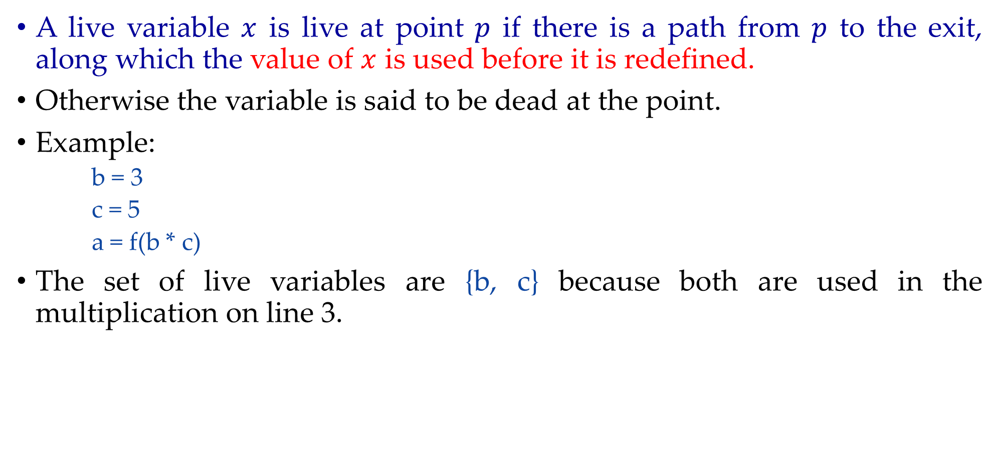 • A live variable x is live at point p if there is a path from p to the exit,
along which the value of x is used before it is redefined.
• Otherwise the variable is said to be dead at the point.
• Example:
b = 3
c = 5
a = f(b * c)
• The set of live variables are {b, c} because both are used in the
multiplication on line 3.